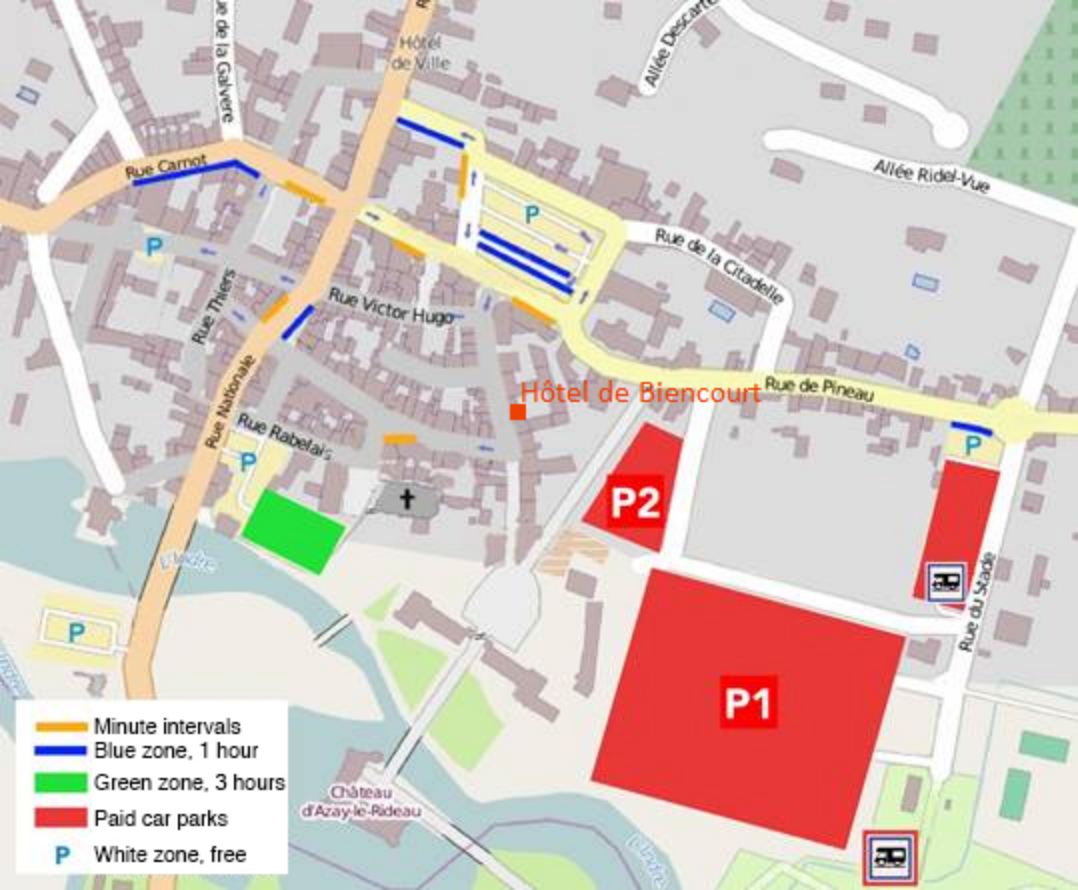 ue de la Galvere
R
Hôtel
de Ville
Allée Descarte
Rue Carnot
Allée Ridel-Vue
P
P
Rue de la Citadelle
Rue Thiers
Rue Victor Hugo
Hôtel de Biencourt
Rue de Pineau
Rue Nationale
Rue Rabelais
P
P
P2
L'Indre
Rue du Stade
P
P1
Château
d'Azay-le-Rideau
L'Indre
Minute intervals
Blue zone, 1 hour
Green zone, 3 hours
Paid car parks
P White zone, free